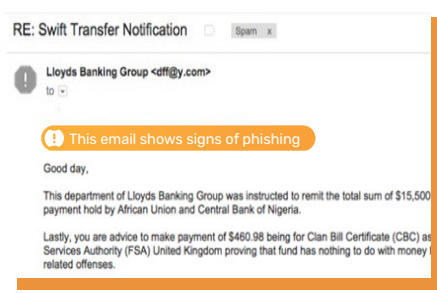 RE: Swift Transfer Notification
Spam x
Lloyds Banking Group <dff@y.com>
to
! This email shows signs of phishing
Good day,
This department of Lloyds Banking Group was instructed to remit the total sum of $15,500
payment hold by African Union and Central Bank of Nigeria.
Lastly, you are advice to make payment of $460.98 being for Clan Bill Certificate (CBC) as
Services Authority (FSA) United Kingdom proving that fund has nothing to do with money
related offenses.